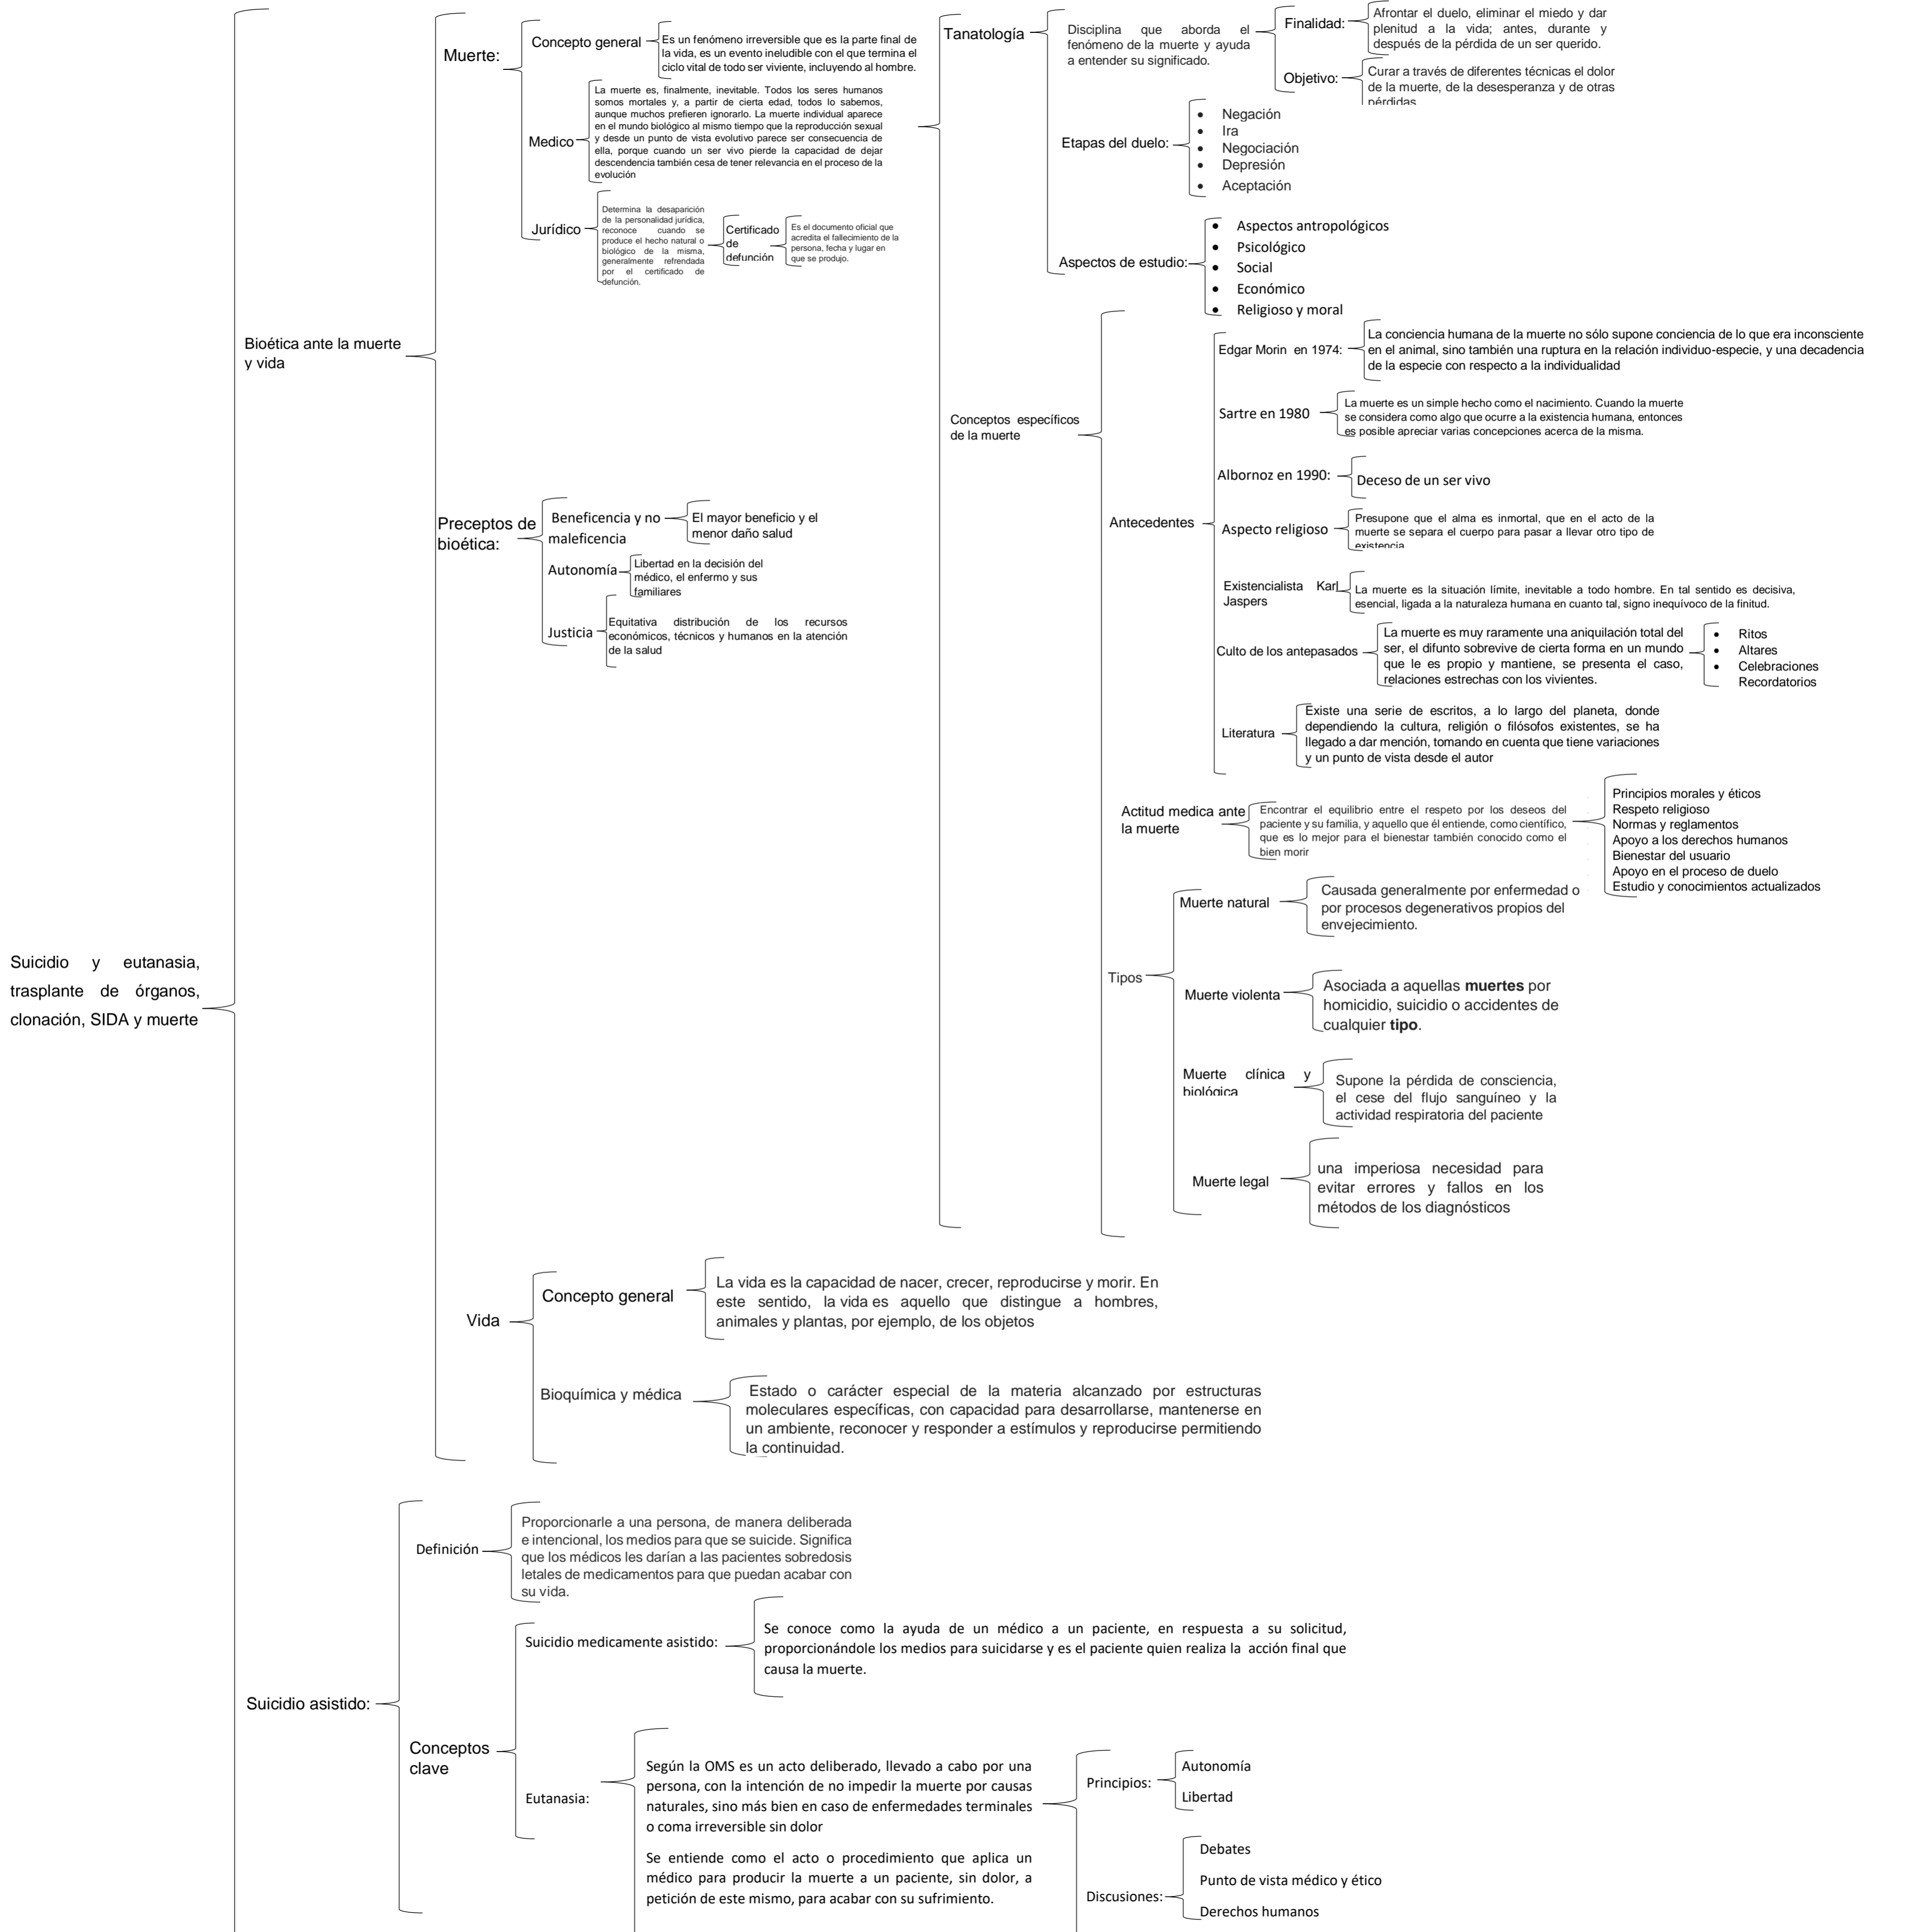 Suicidio y eutanasia,
trasplante de órganos,
clonación, SIDA y muerte
Bioética ante la muerte
y vida
Muerte:
Concepto general
Es un fenómeno irreversible que es la parte final de
la vida, es un evento ineludible con el que termina el
ciclo vital de todo ser viviente, incluyendo al hombre.
Medico
La muerte es, finalmente, inevitable. Todos los seres humanos
somos mortales y, a partir de cierta edad, todos lo sabemos,
aunque muchos prefieren ignorarlo. La muerte individual aparece
en el mundo biológico al mismo tiempo que la reproducción sexual
y desde un punto de vista evolutivo parece ser consecuencia de
ella, porque cuando un ser vivo pierde la capacidad de dejar
descendencia también cesa de tener relevancia en el proceso de la
evolución
Jurídico
Determina la desaparición
de la personalidad jurídica,
reconoce cuando se
produce el hecho natural o
biológico de la misma,
generalmente refrendada
por el certificado de
defunción.
Certificado
de
defunción
Es el documento oficial que
acredita el fallecimiento de la
persona, fecha y lugar en
que se produjo.
Preceptos de
bioética:
Beneficencia y no
maleficencia
El mayor beneficio y el
menor daño salud
Autonomía
Libertad en la decisión del
médico, el enfermo y sus
familiares
Justicia
Equitativa distribución de los recursos
económicos, técnicos y humanos en la atención
de la salud
Tanatología
Disciplina que aborda el
fenómeno de la muerte y ayuda
a entender su significado.
Finalidad:
Afrontar el duelo, eliminar el miedo y dar
plenitud a la vida; antes, durante y
después de la pérdida de un ser querido.
Objetivo:
Curar a través de diferentes técnicas el dolor
de la muerte, de la desesperanza y de otras
pérdidas
Etapas del duelo:
• Negación
• Ira
• Negociación
• Depresión
• Aceptación
Aspectos de estudio:
• Aspectos antropológicos
• Psicológico
• Social
• Económico
• Religioso y moral
Conceptos específicos
de la muerte
Antecedentes
Edgar Morin en 1974:
La conciencia humana de la muerte no sólo supone conciencia de lo que era inconsciente
en el animal, sino también una ruptura en la relación individuo-especie, y una decadencia
de la especie con respecto a la individualidad
Sartre en 1980
La muerte es un simple hecho como el nacimiento. Cuando la muerte
se considera como algo que ocurre a la existencia humana, entonces
es posible apreciar varias concepciones acerca de la misma.
Albornoz en 1990:
Deceso de un ser vivo
Aspecto religioso
Presupone que el alma es inmortal, que en el acto de la
muerte se separa el cuerpo para pasar a llevar otro tipo de
existencia
Existencialista Karl
Jaspers
La muerte es la situación límite, inevitable a todo hombre. En tal sentido es decisiva,
esencial, ligada a la naturaleza humana en cuanto tal, signo inequívoco de la finitud.
Culto de los antepasados
La muerte es muy raramente una aniquilación total del
ser, el difunto sobrevive de cierta forma en un mundo
que le es propio y mantiene, se presenta el caso,
relaciones estrechas con los vivientes.
• Ritos
• Altares
• Celebraciones
Recordatorios
Literatura
Existe una serie de escritos, a lo largo del planeta, donde
dependiendo la cultura, religión o filósofos existentes, se ha
llegado a dar mención, tomando en cuenta que tiene variaciones
y un punto de vista desde el autor
Actitud medica ante
la muerte
Encontrar el equilibrio entre el respeto por los deseos del
paciente y su familia, y aquello que él entiende, como científico,
que es lo mejor para el bienestar también conocido como el
bien morir
Principios morales y éticos
Respeto religioso
Normas y reglamentos
Apoyo a los derechos humanos
Bienestar del usuario
Apoyo en el proceso de duelo
Estudio y conocimientos actualizados
Tipos
Muerte natural
Causada generalmente por enfermedad o
por procesos degenerativos propios del
envejecimiento.
Muerte violenta
Asociada a aquellas muertes por
homicidio, suicidio o accidentes de
cualquier tipo.
Muerte clínica y
biológica
Supone la pérdida de consciencia,
el cese del flujo sanguíneo y la
actividad respiratoria del paciente
Muerte legal
una imperiosa necesidad para
evitar errores y fallos en los
métodos de los diagnósticos
Vida
Concepto general
La vida es la capacidad de nacer, crecer, reproducirse y morir. En
este sentido, la vida es aquello que distingue a hombres,
animales y plantas, por ejemplo, de los objetos
Bioquímica y médica
Estado o carácter especial de la materia alcanzado por estructuras
moleculares específicas, con capacidad para desarrollarse, mantenerse en
un ambiente, reconocer y responder a estímulos y reproducirse permitiendo
la continuidad.
Suicidio asistido:
Definición
Proporcionarle a una persona, de manera deliberada
e intencional, los medios para que se suicide. Significa
que los médicos les darían a las pacientes sobredosis
letales de medicamentos para que puedan acabar con
su vida.
Conceptos
clave
Suicidio medicamente asistido:
Se conoce como la ayuda de un médico a un paciente, en respuesta a su solicitud,
proporcionándole los medios para suicidarse y es el paciente quien realiza la acción final que
causa la muerte.
Eutanasia:
Según la OMS es un acto deliberado, llevado a cabo por una
persona, con la intención de no impedir la muerte por causas
naturales, sino más bien en caso de enfermedades terminales
o coma irreversible sin dolor
Se entiende como el acto o procedimiento que aplica un
médico para producir la muerte a un paciente, sin dolor, a
petición de este mismo, para acabar con su sufrimiento.
Principios:
Autonomía
Libertad
Discusiones:
Debates
Punto de vista médico y ético
Derechos humanos